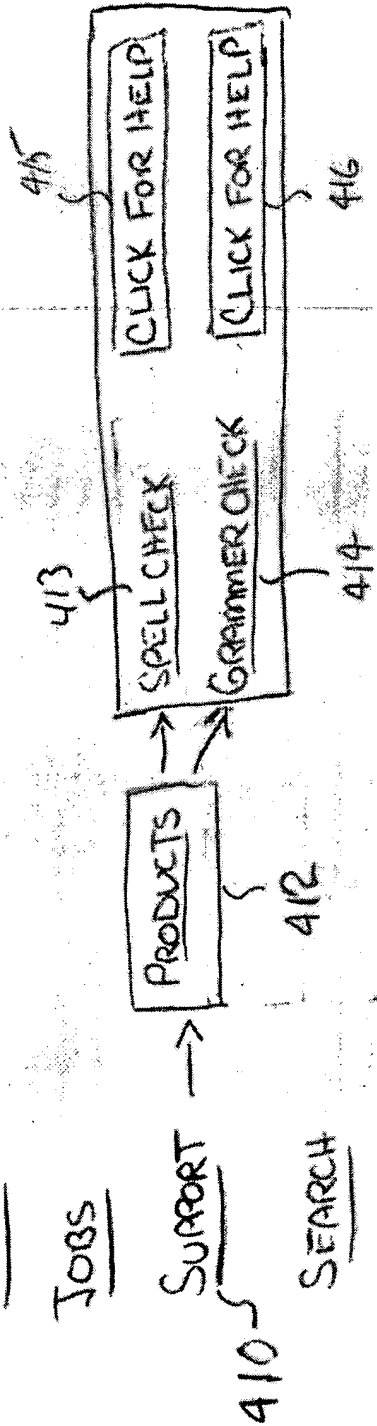 415
CLICK FOR HELP
413
SPELL CHECK
CLICK FOR HELP
416
GRAMMER CHECK
414
PRODUCTS
412
JOBS
SUPPORT
410
SEARCH